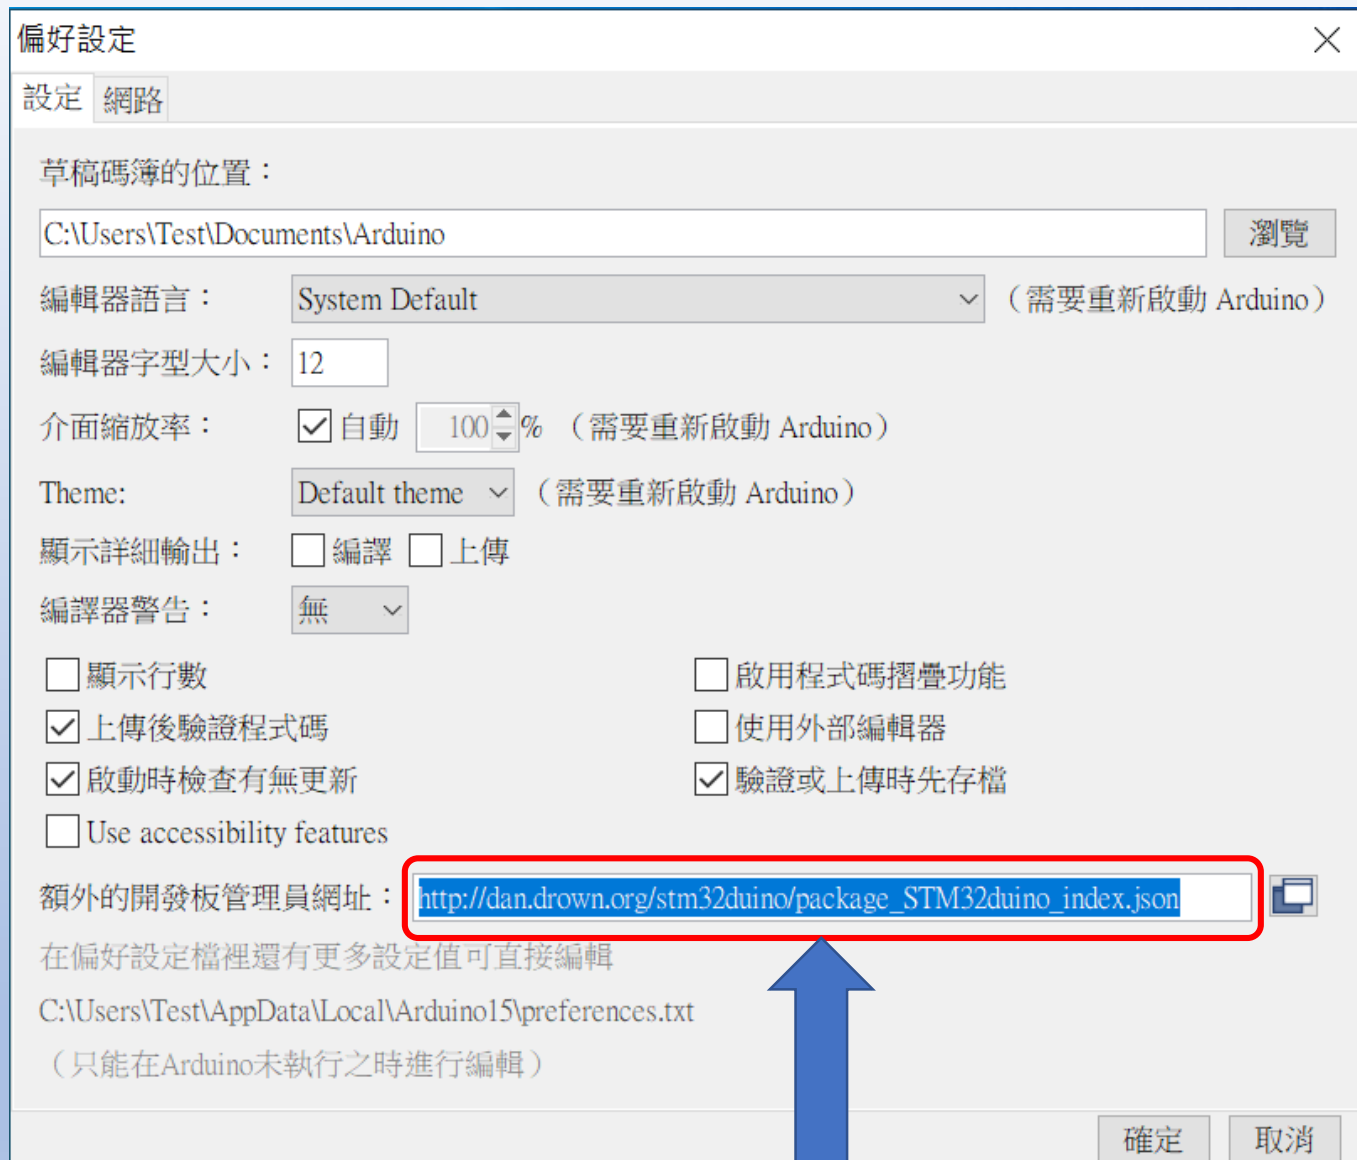 偏好設定
設定 網路
草稿碼簿的位置：
C:\Users\Test\Documents\Arduino 瀏覽
編輯器語言： System Default （需要重新啟動 Arduino）
編輯器字型大小： 12
介面縮放率： 自動 100 % （需要重新啟動 Arduino）
Theme: Default theme （需要重新啟動 Arduino）
顯示詳細輸出： 編譯 上傳
編譯器警告： 無
顯示行數 啟用程式碼摺疊功能
上傳後驗證程式碼 使用外部編輯器
啟動時檢查有無更新 驗證或上傳時先存檔
Use accessibility features
額外的開發板管理員網址： http://dan.drown.org/stm32duino/package_STM32duino_index.json
在偏好設定檔裡還有更多設定值可直接編輯
C:\Users\Test\AppData\Local\Arduino15\preferences.txt
（只能在Arduino未執行之時進行編輯）
確定 取消